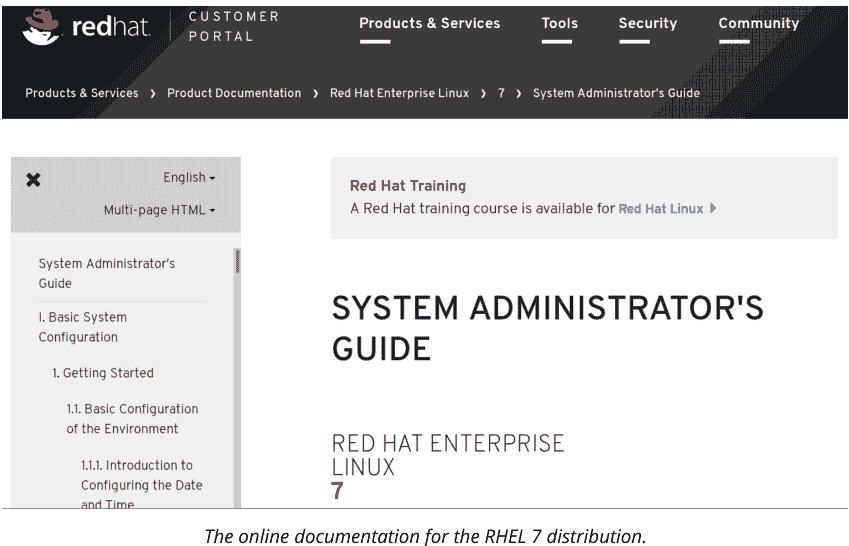 redhat.
CUSTOMER
PORTAL
Products & Services Tools Security Community
Products & Services ❯ Product Documentation ❯ Red Hat Enterprise Linux ❯ 7 ❯ System Administrator's Guide
English
Multi-page HTML
System Administrator's
Guide
I. Basic System
Configuration
1. Getting Started
1.1. Basic Configuration
of the Environment
1.1.1. Introduction to
Configuring the Date
and Time
Red Hat Training
A Red Hat training course is available for Red Hat Linux
SYSTEM ADMINISTRATOR'S
GUIDE
RED HAT ENTERPRISE
LINUX
7
The online documentation for the RHEL 7 distribution.